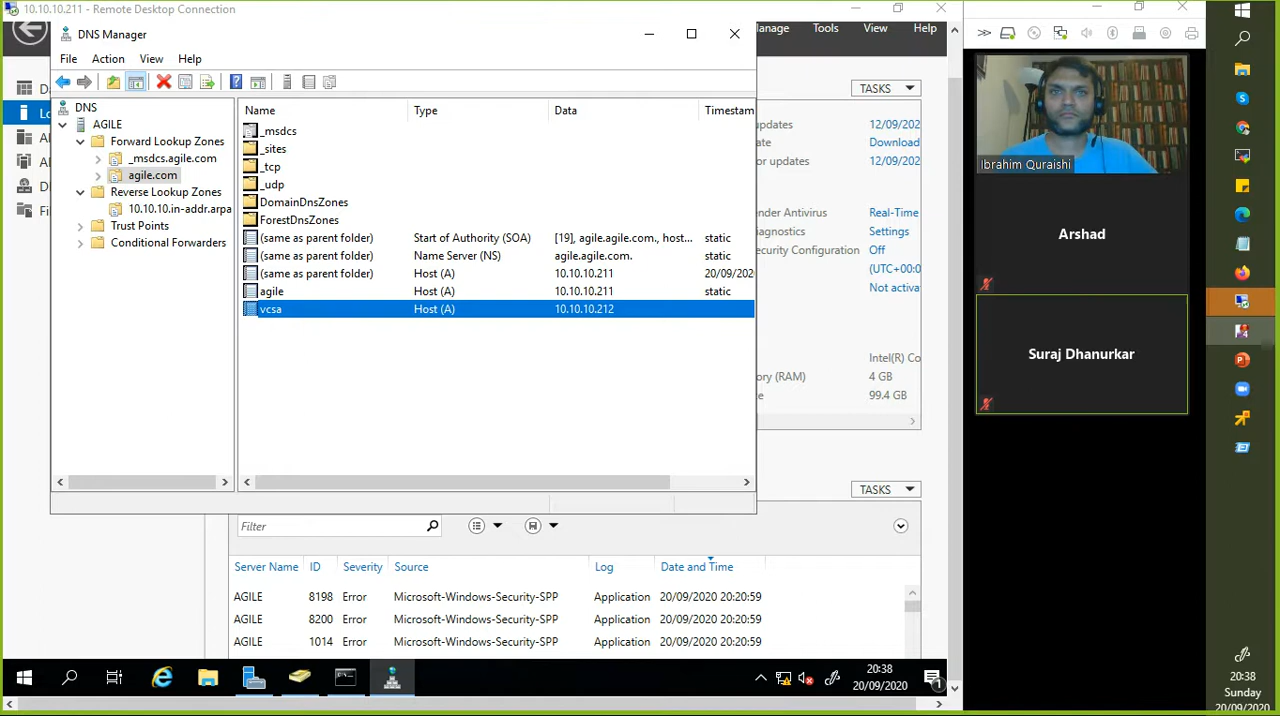 10.10.10.211 - Remote Desktop Connection
DNS Manager
anage Tools View Help
File Action View Help
TASKS
DNS
AGILE
Forward Lookup Zones
_msdcs.agile.com
agile.com
Reverse Lookup Zones
10.10.10.in-addr.arpa
Trust Points
Conditional Forwarders
Name Type Data Timestam
_msdcs
_sites
_tcp
_udp
DomainDnsZones
ForestDnsZones
(same as parent folder) Start of Authority (SOA) [19], agile.agile.com., host... static
(same as parent folder) Name Server (NS) agile.agile.com. static
(same as parent folder) Host (A) 10.10.10.211 20/09/202
agile Host (A) 10.10.10.211 static
vcsa Host (A) 10.10.10.212
D
Lo
Al
Al
D
Fi
updates 12/09/202
ate Download
or updates 12/09/202
ender Antivirus Real-Time
iagnostics Settings
ecurity Configuration Off
(UTC+00:0
Not activa
Intel(R) Co
ory (RAM) 4 GB
e 99.4 GB
TASKS
Filter
Server Name ID Severity Source Log Date and Time
AGILE 8198 Error Microsoft-Windows-Security-SPP Application 20/09/2020 20:20:59
AGILE 8200 Error Microsoft-Windows-Security-SPP Application 20/09/2020 20:20:59
AGILE 1014 Error Microsoft-Windows-Security-SPP Application 20/09/2020 20:20:59
20:38
20/09/2020
1
Ibrahim Quraishi
Arshad
Suraj Dhanurkar
20:38
Sunday
20/09/2020